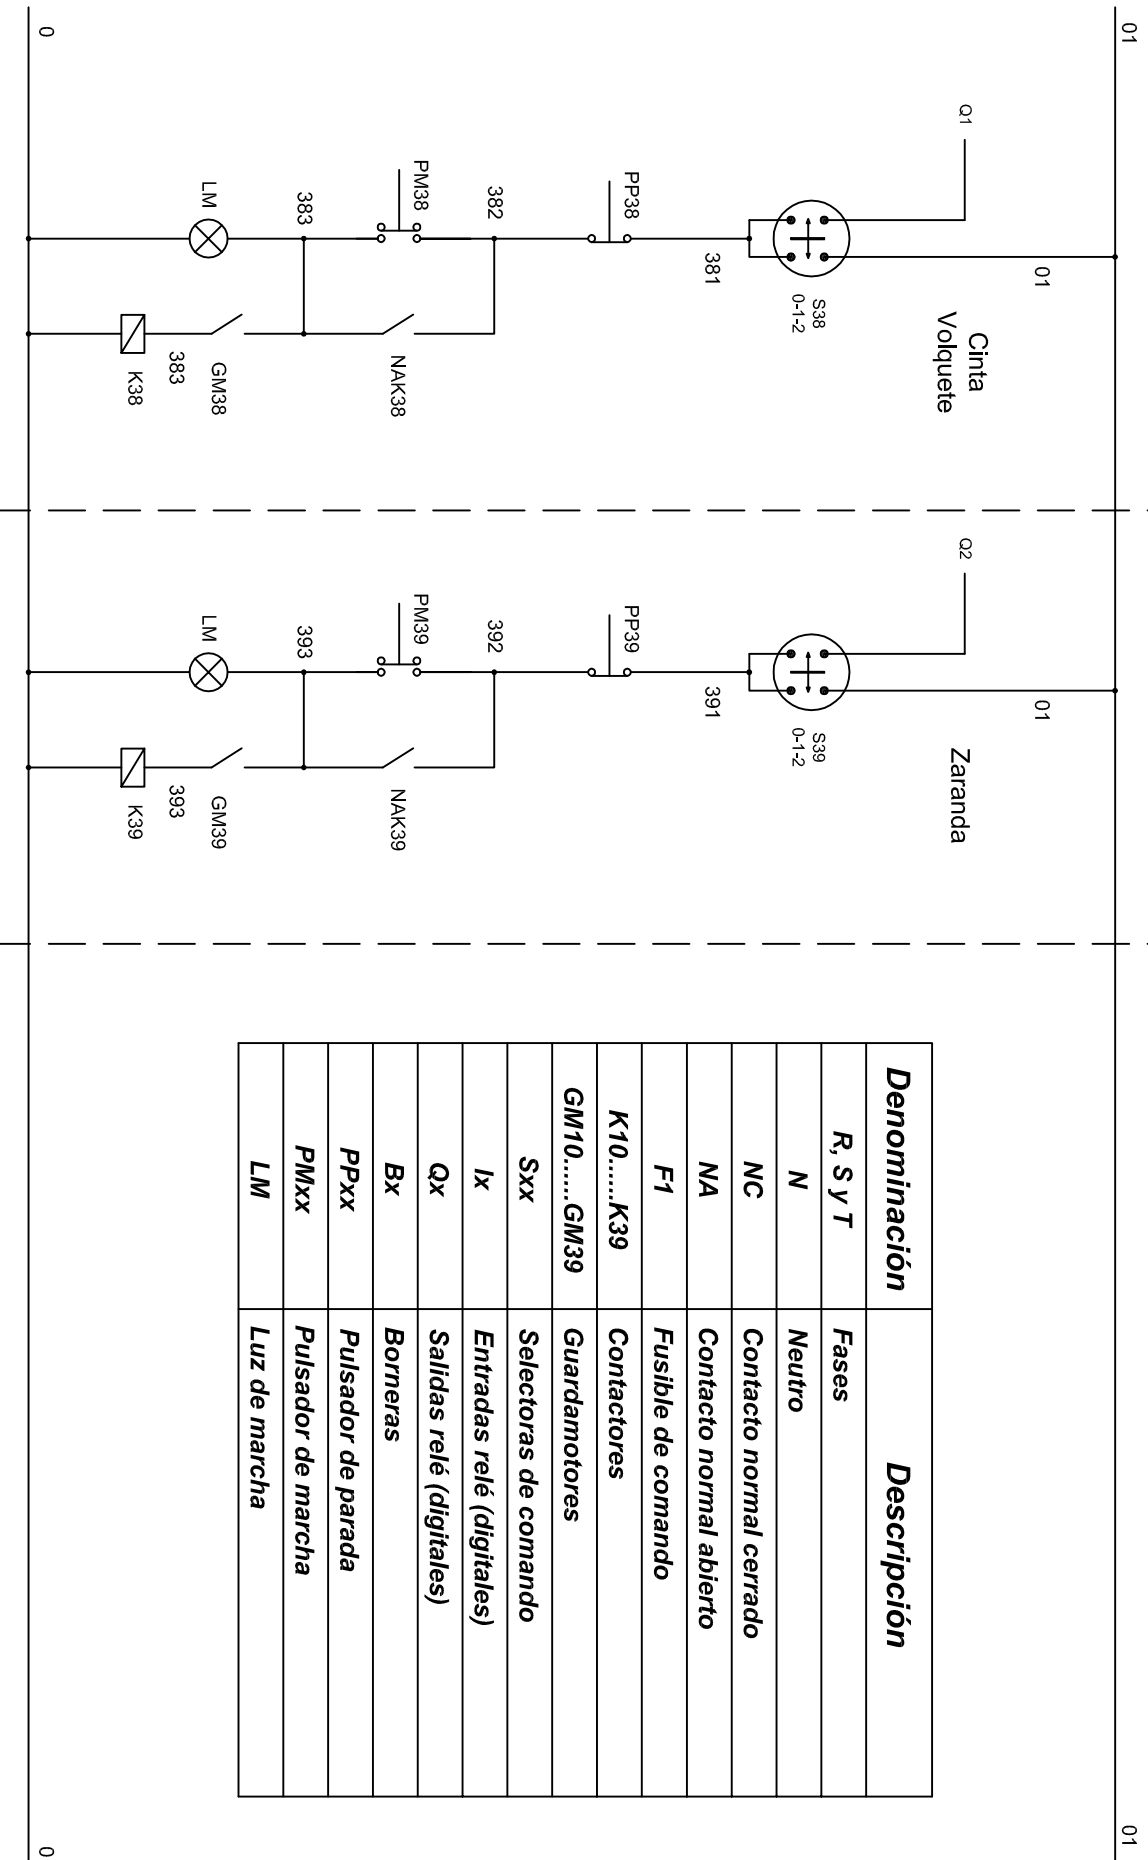 01
01
Q1
01
S38
0-1-2
Cinta
Volquete
381
PP38
382
PM38
NAK38
383
LM
GM38
383
K38
Q2
01
S39
0-1-2
Zaranda
391
PP39
392
PM39
NAK39
393
LM
GM39
393
K39
Denominación Descripción
R, S y T Fases
N Neutro
NC Contacto normal cerrado
NA Contacto normal abierto
F1 Fusible de comando
K10......K39 Contactores
GM10......GM39 Guardamotores
Sxx Selectoras de comando
Ix Entradas relé (digitales)
Qx Salidas relé (digitales)
Bx Borneras
PPxx Pulsador de parada
PMxx Pulsador de marcha
LM Luz de marcha
0
0